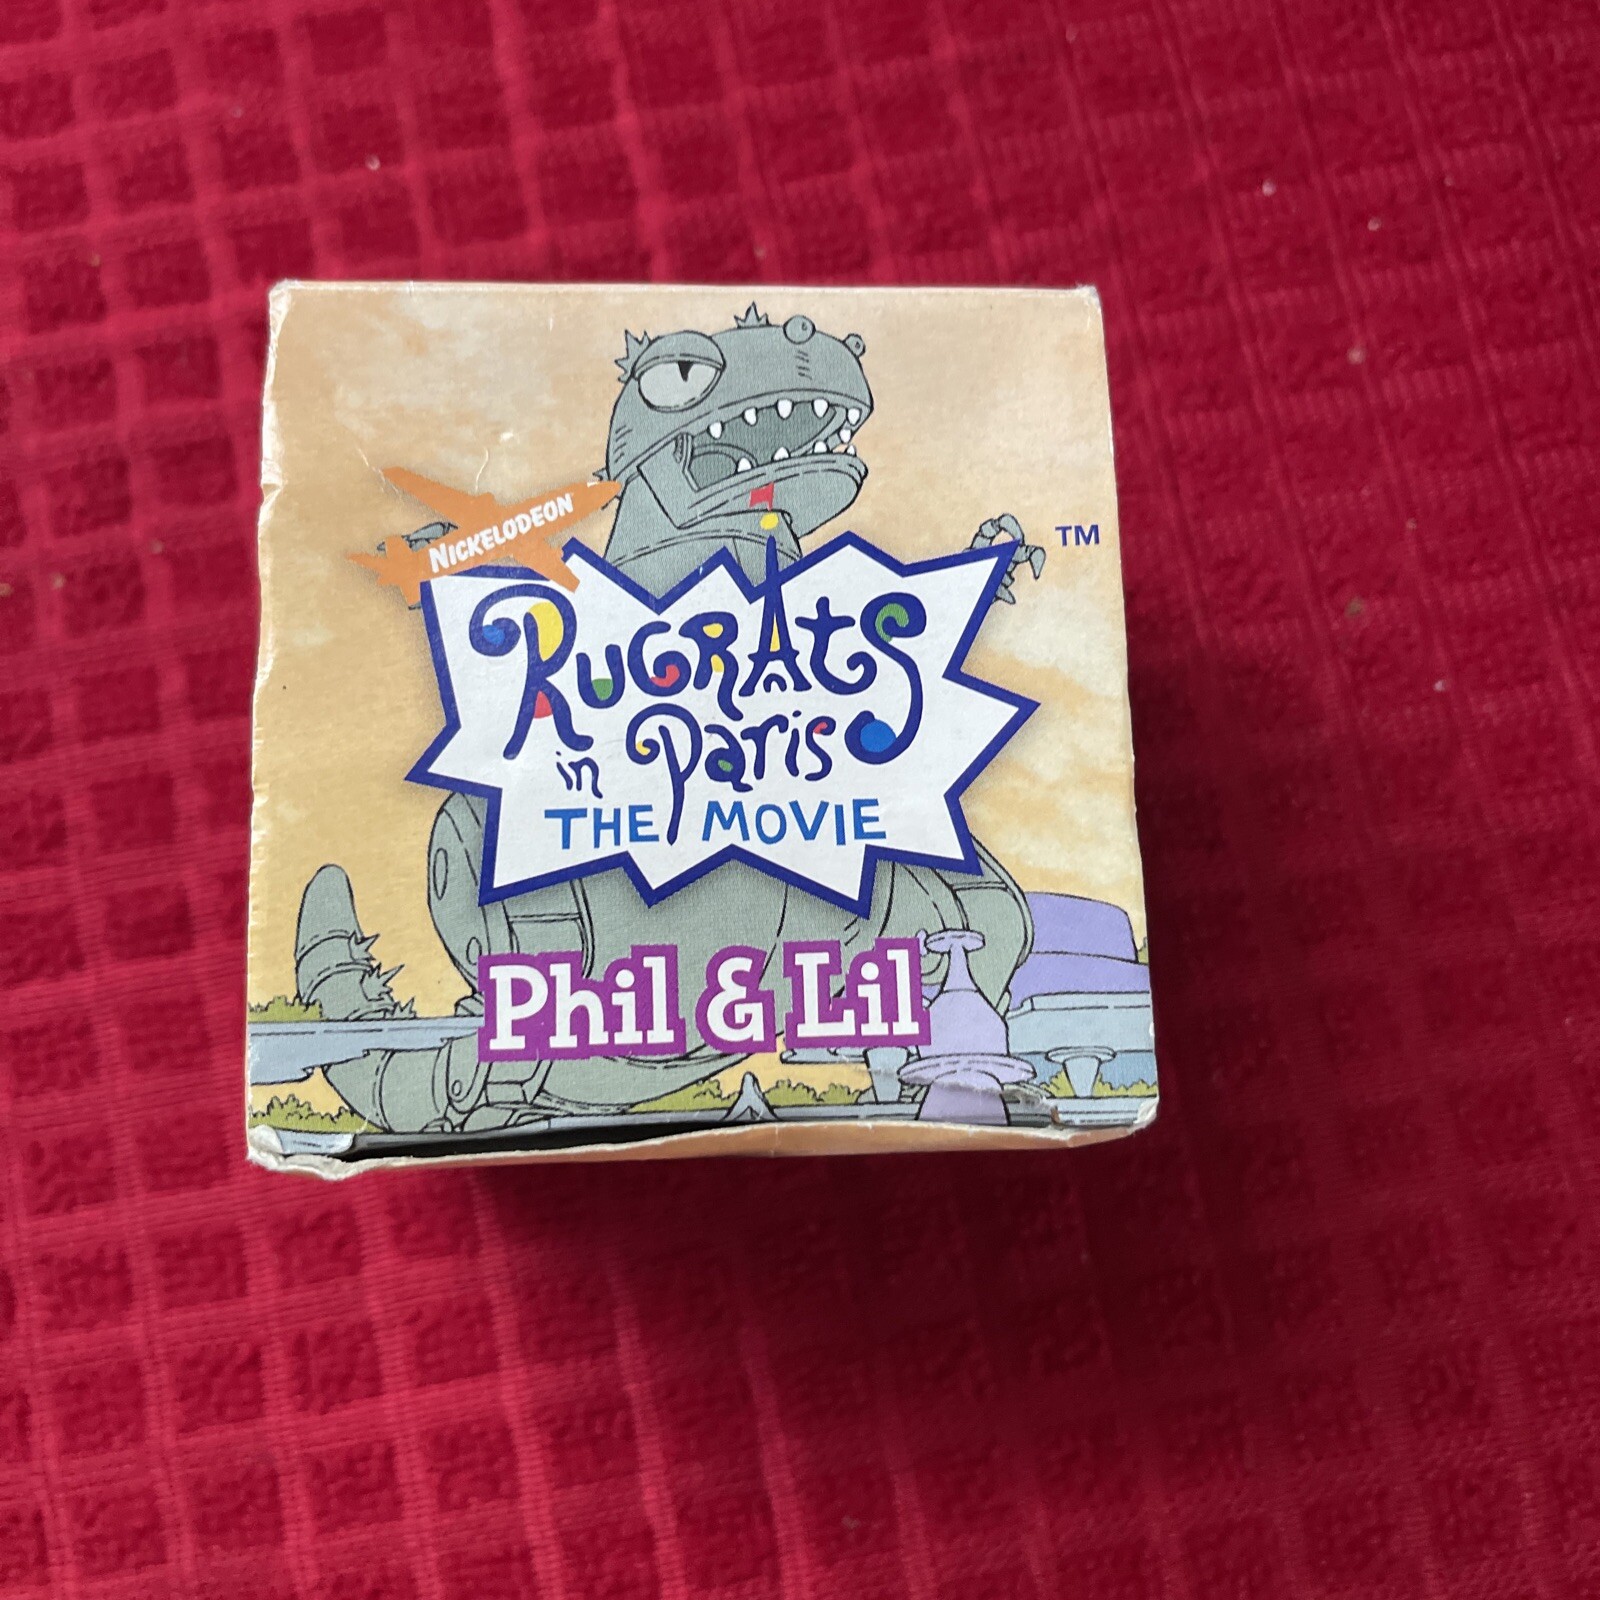 NICKELODEON
RUGRATS
in Paris
THE MOVIE
TM
Phil & Lil